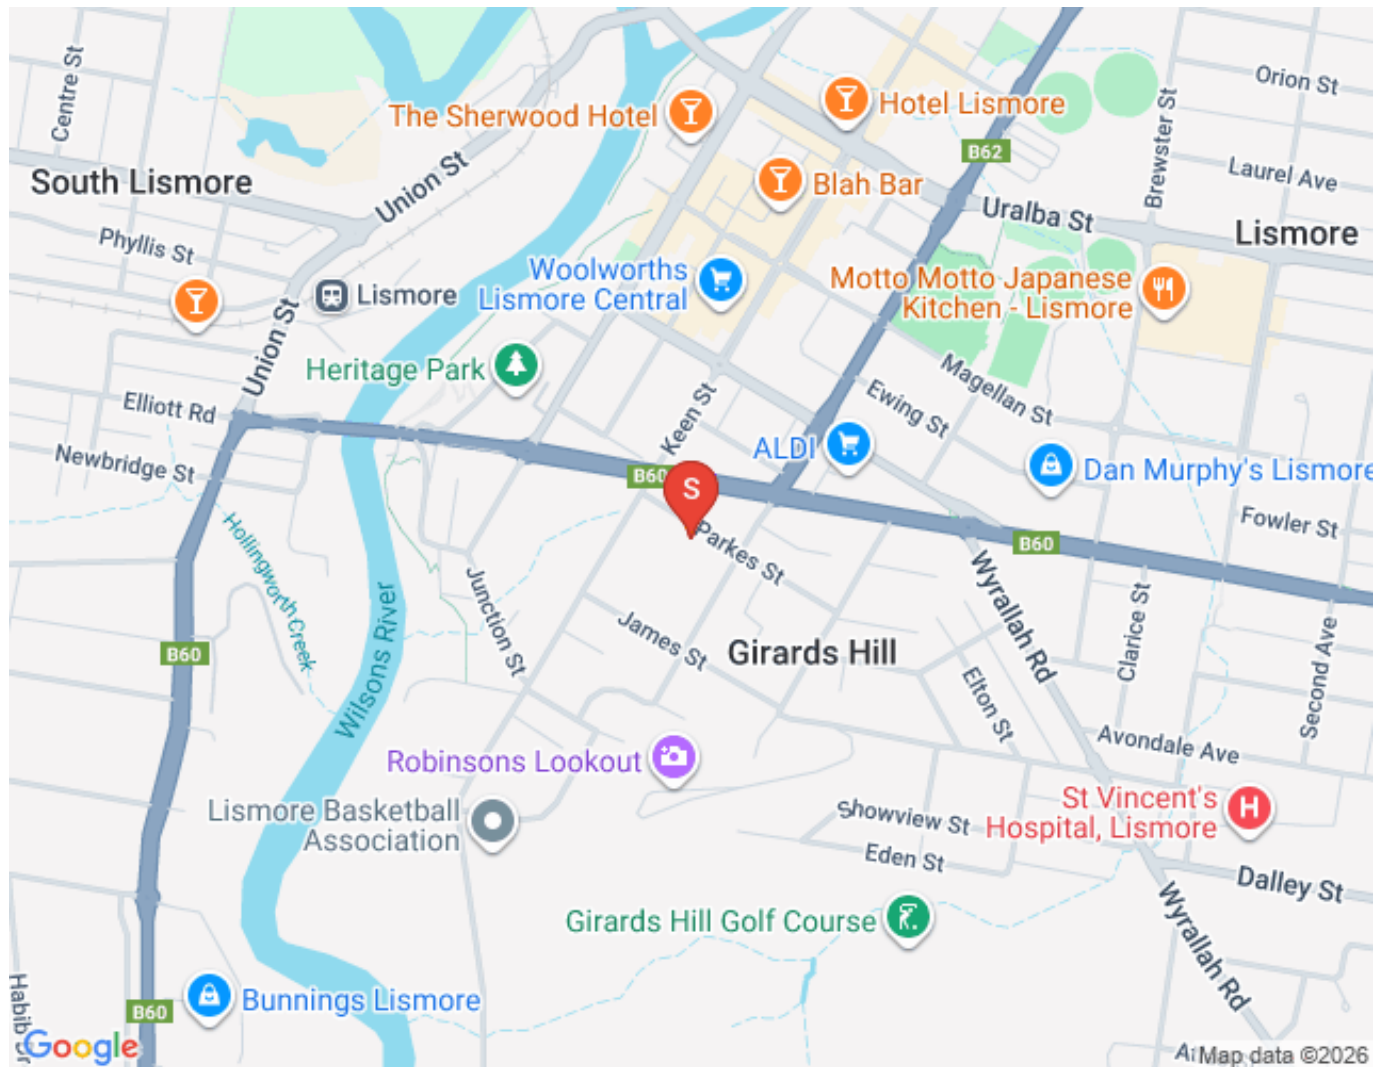 Centre St
Orion St
The Sherwood Hotel
Hotel Lismore
Brewster St
B62
Laurel Ave
South Lismore
Union St
Blah Bar
Uralba St
Lismore
Phyllis St
Woolworths
Lismore Central
Motto Motto Japanese
Kitchen - Lismore
Lismore
Union St
Heritage Park
Magellan St
Elliott Rd
Ewing St
Keen St
ALDI
Newbridge St
Dan Murphy's Lismore
B60
S
Fowler St
Parkes St
B60
Hollingworth Creek
Wilsons River
Junction St
James St
Girards Hill
Wyrallah Rd
Clarice St
Second Ave
B60
Elton St
Avondale Ave
Robinsons Lookout
Lismore Basketball
Association
Showview St
St Vincent's
Hospital, Lismore
H
Eden St
Dalley St
Girards Hill Golf Course
Wyrallah Rd
Bunnings Lismore
B60
Habib Dr
Google
Map data ©2026